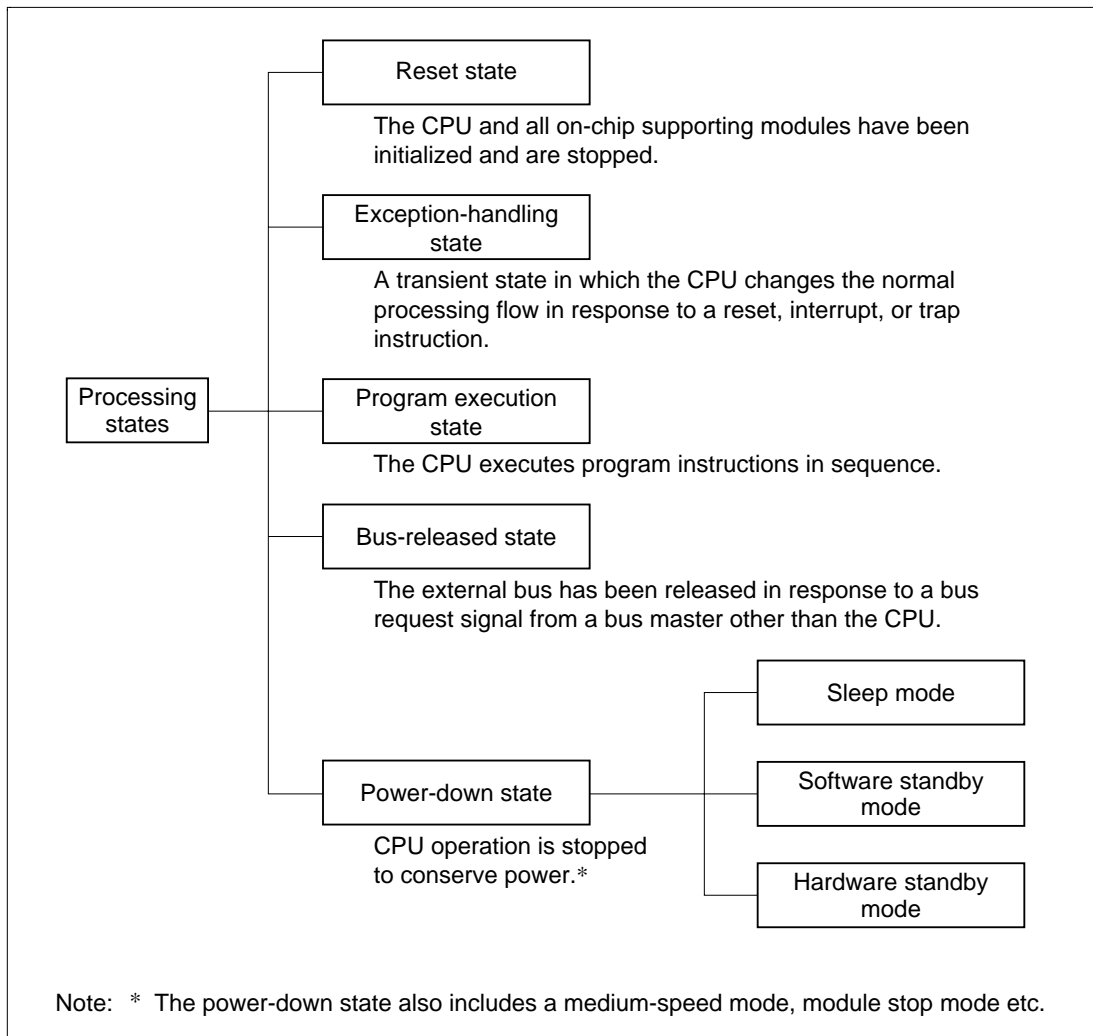 Reset state
The CPU and all on-chip supporting modules have been
initialized and are stopped.
Exception-handling
state
A transient state in which the CPU changes the normal
processing flow in response to a reset, interrupt, or trap
instruction.
Processing
states
Program execution
state
The CPU executes program instructions in sequence.
Bus-released state
The external bus has been released in response to a bus
request signal from a bus master other than the CPU.
Power-down state
CPU operation is stopped
to conserve power.*
Sleep mode
Software standby
mode
Hardware standby
mode
Note: * The power-down state also includes a medium-speed mode, module stop mode etc.